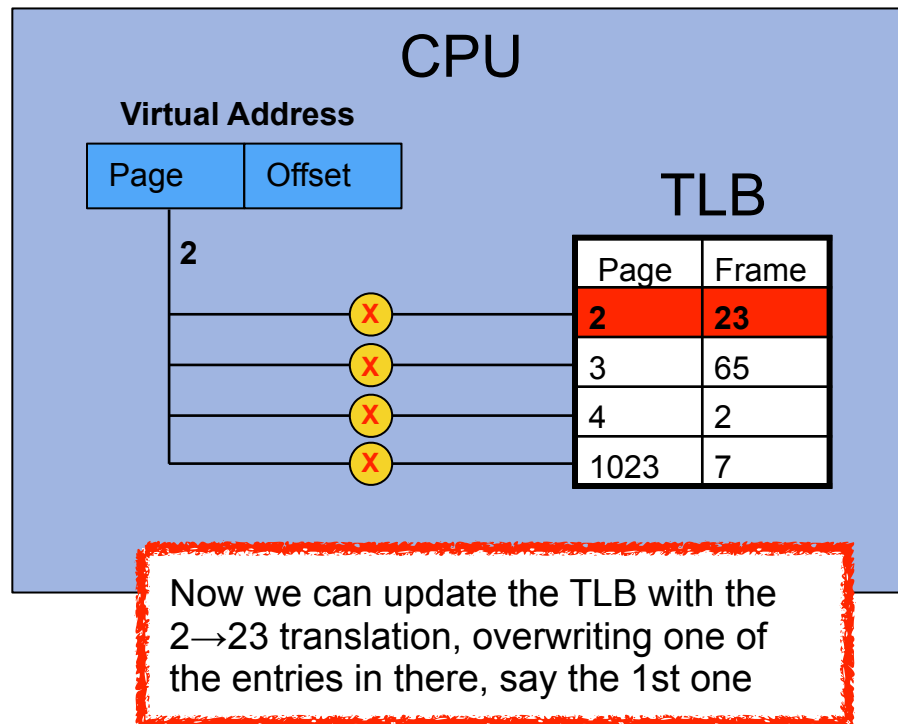 CPU
Virtual Address
Page Offset
TLB
2
Page Frame
X 2 23
X 3 65
X 4 2
X 1023 7
Now we can update the TLB with the
2→23 translation, overwriting one of
the entries in there, say the 1st one